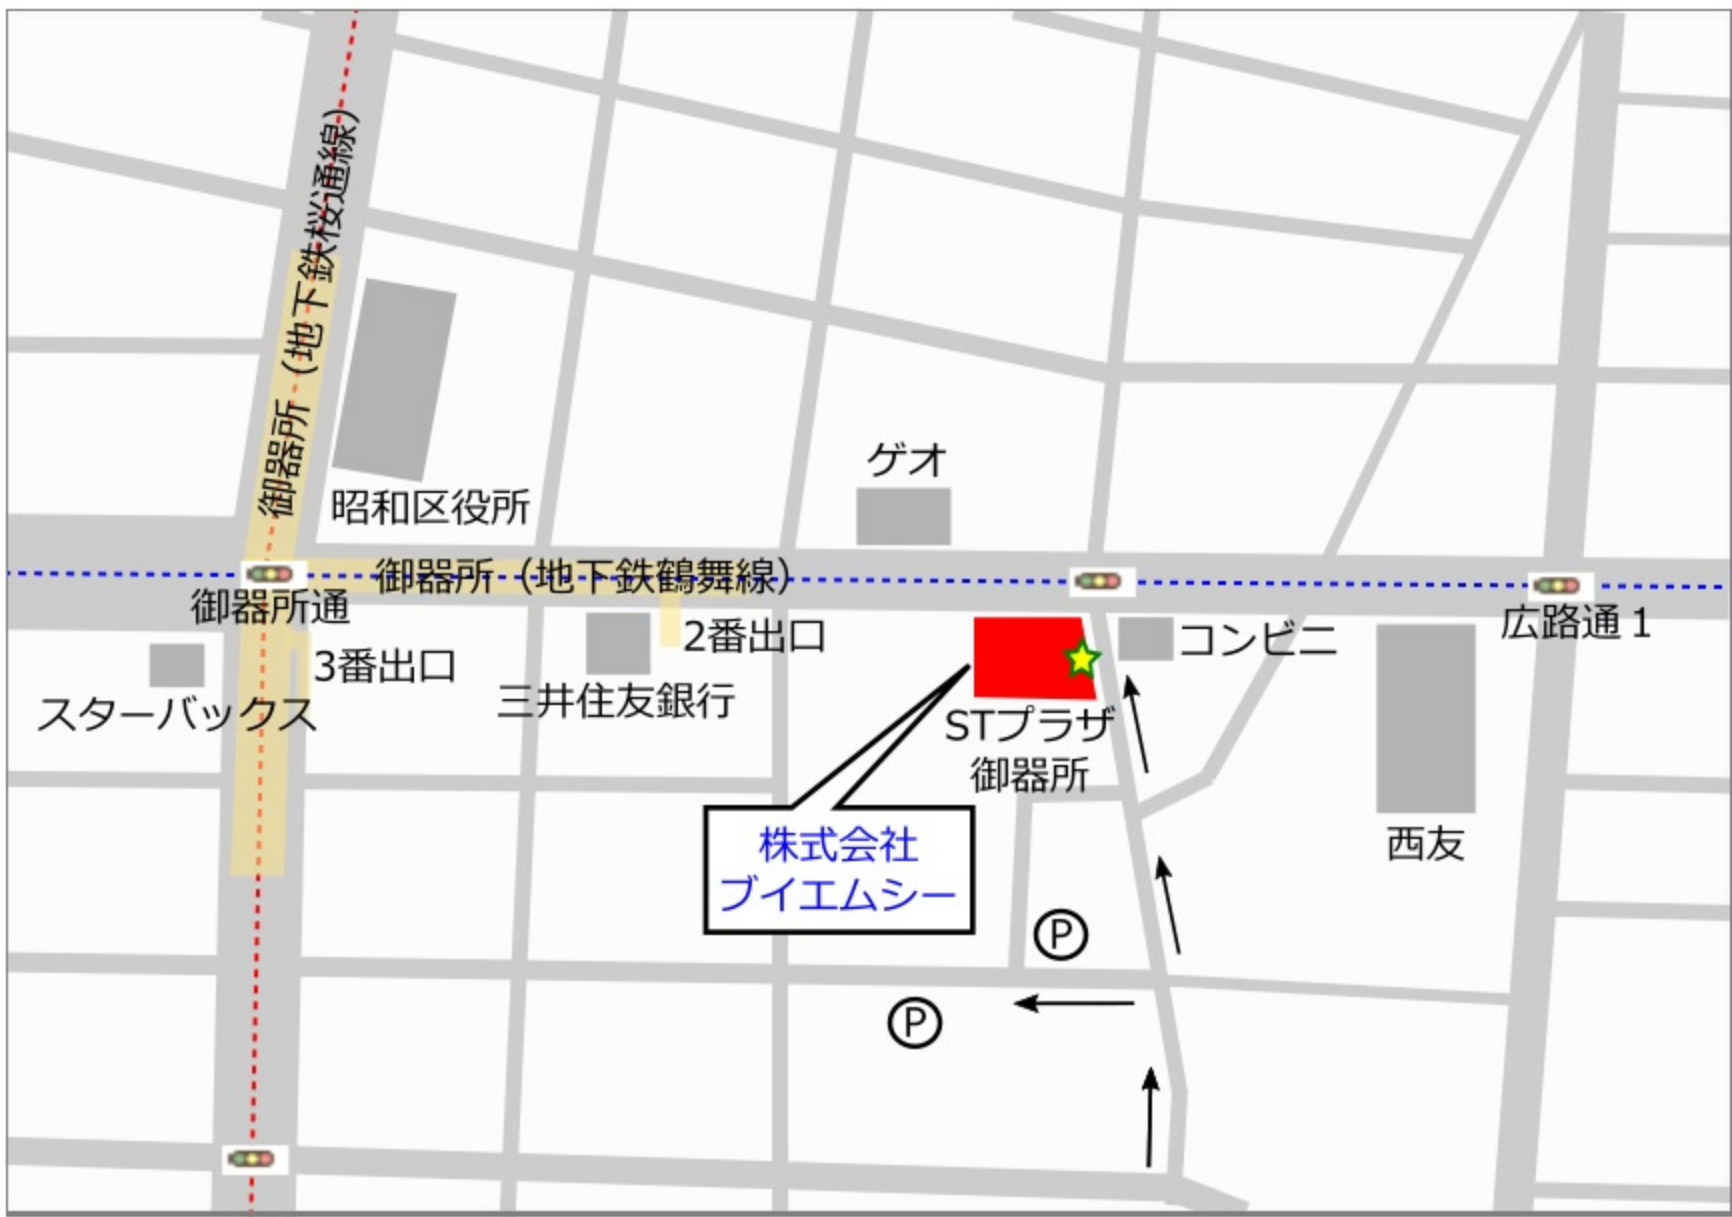 御器所（地下鉄桜通線）
昭和区役所
ゲオ
御器所（地下鉄鶴舞線）
御器所通
広路通１
2番出口
コンビニ
3番出口
スターバックス
三井住友銀行
STプラザ
御器所
西友
株式会社
ブイエムシー
P
P